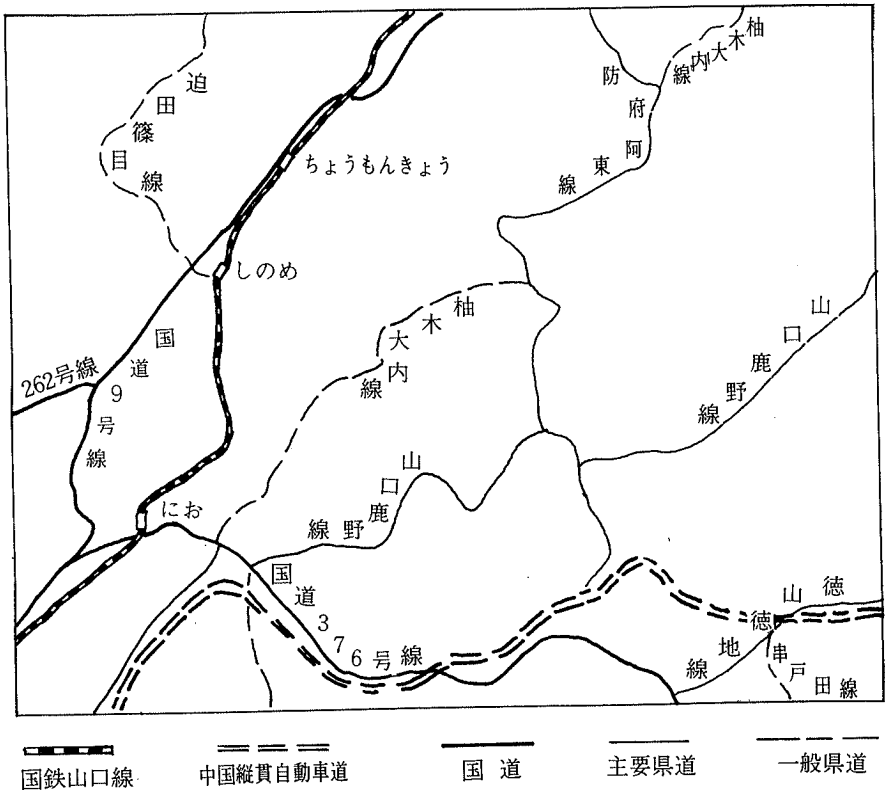 迫田篠目線
ちょうもんきょう
しのめ
防府阿東線
柚木大内線
262号線
国道9号線
柚木大内線
山口鹿野線
山口鹿野線
にお
国道376号線
徳山徳地線
串戸田線
国鉄山口線
中国縦貫自動車道
国道
主要県道
一般県道